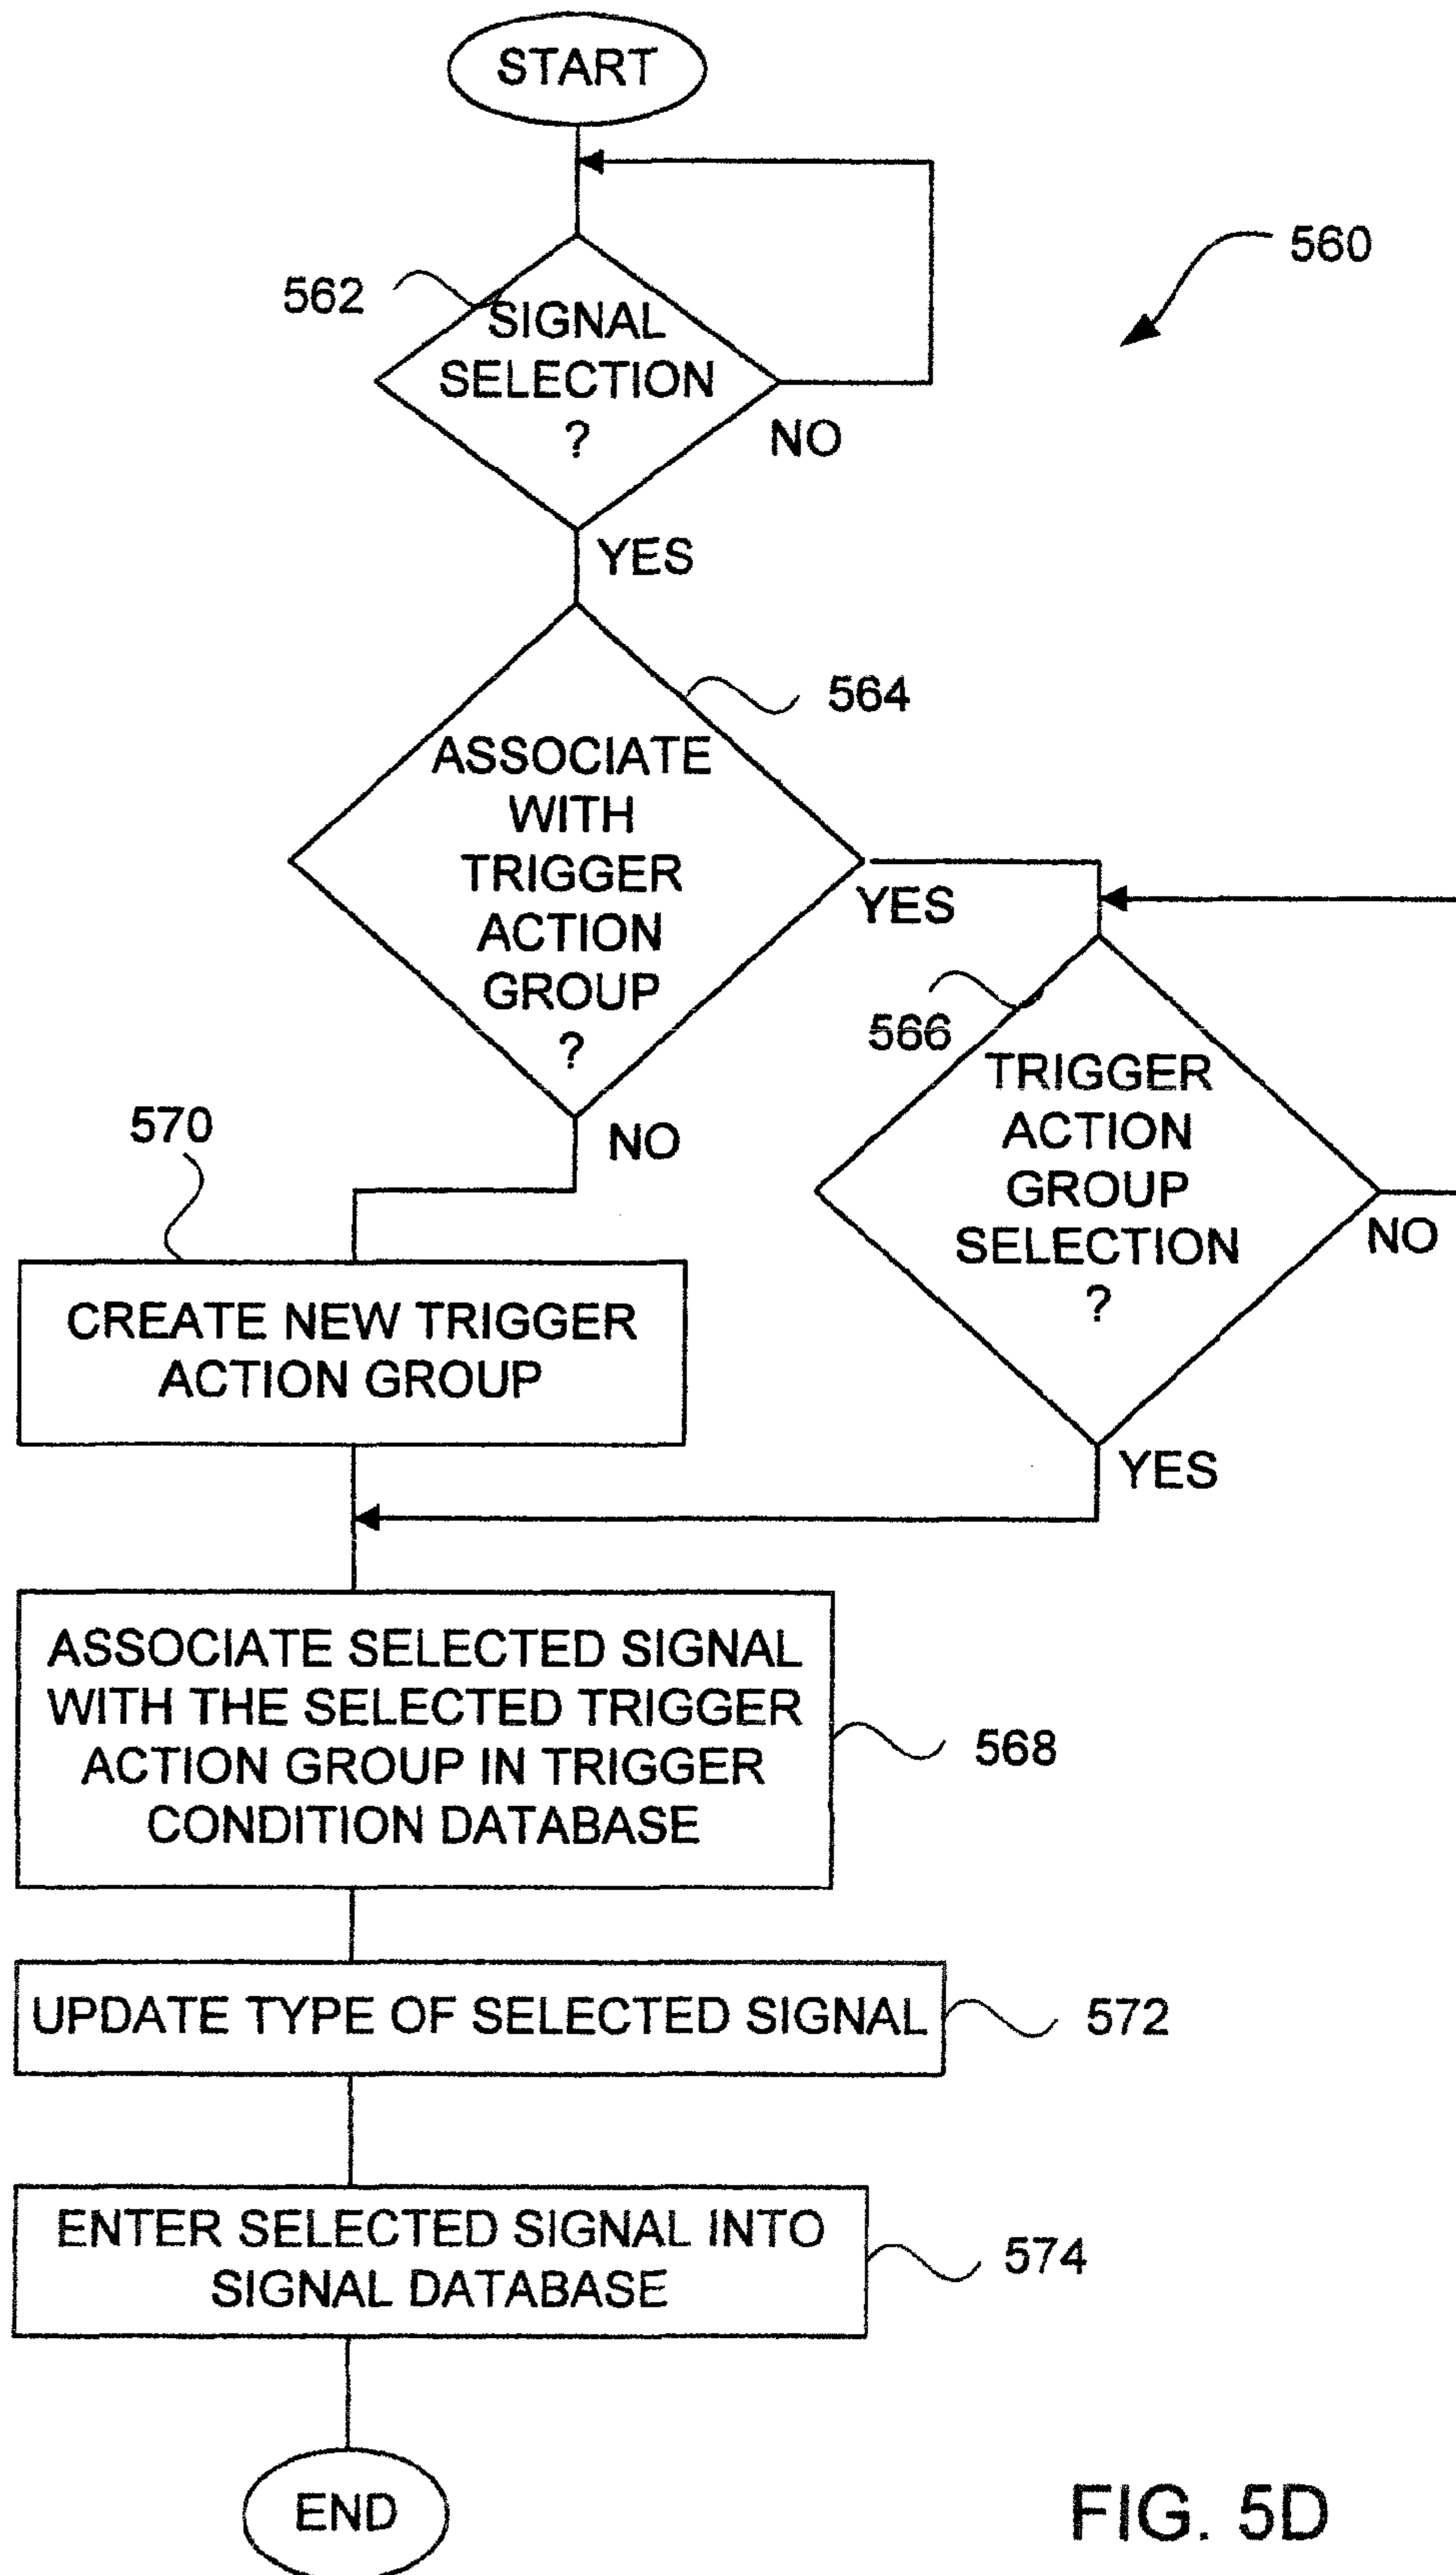 START
560
562
SIGNAL
SELECTION
?
NO
YES
564
ASSOCIATE
WITH
TRIGGER
ACTION
GROUP
?
YES
NO
566
TRIGGER
ACTION
GROUP
SELECTION
?
NO
YES
570
CREATE NEW TRIGGER
ACTION GROUP
ASSOCIATE SELECTED SIGNAL
WITH THE SELECTED TRIGGER
ACTION GROUP IN TRIGGER
CONDITION DATABASE
568
UPDATE TYPE OF SELECTED SIGNAL
572
ENTER SELECTED SIGNAL INTO
SIGNAL DATABASE
574
END
FIG. 5D